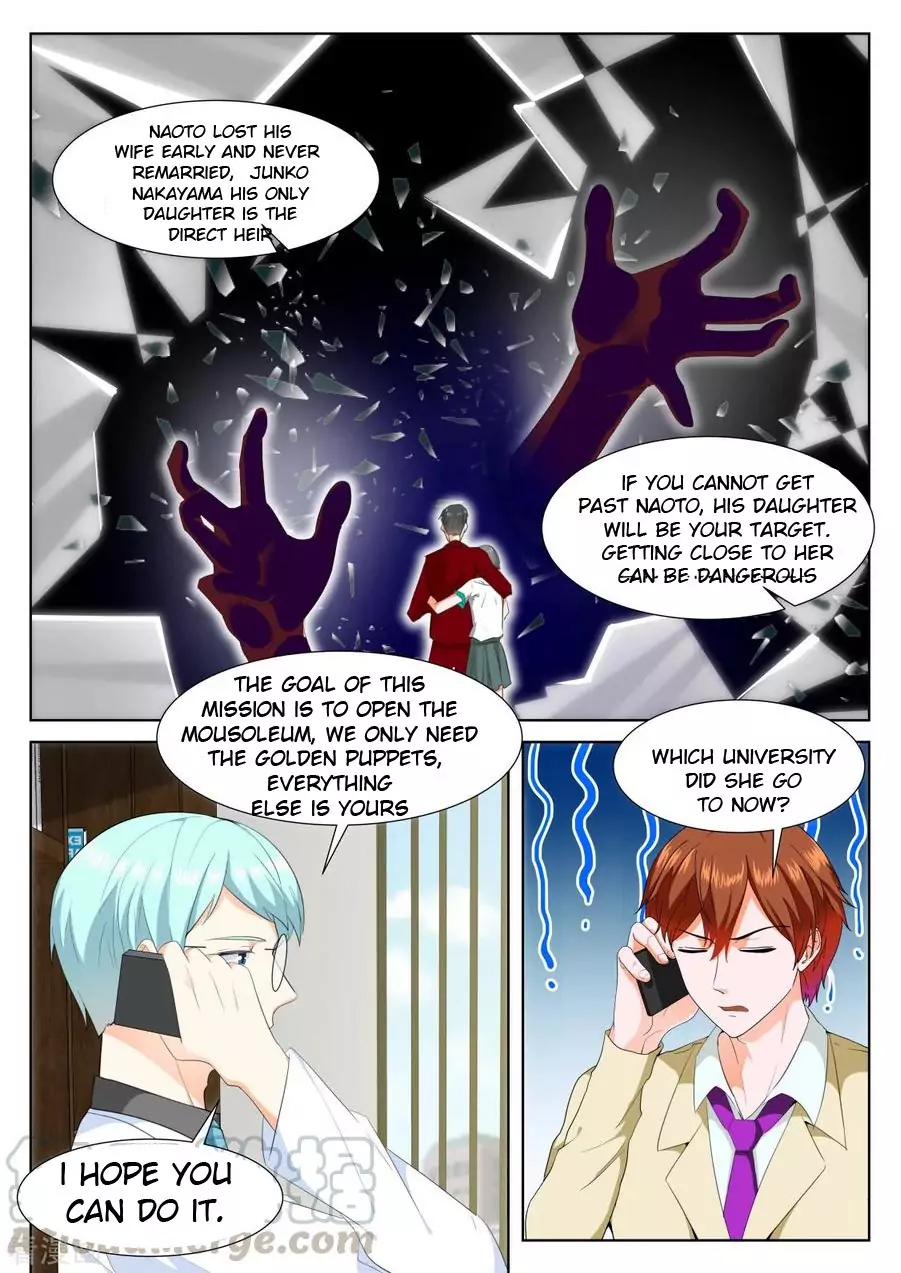 NAOTO LOST HIS
WIFE EARLY AND NEVER
REMARRIED, JUNKO
NAKAYAMA HIS ONLY
DAUGHTER IS THE
DIRECT HEIR
IF YOU CANNOT GET
PAST NAOTO, HIS DAUGHTER
WILL BE YOUR TARGET.
GETTING CLOSE TO HER
CAN BE DANGEROUS
THE GOAL OF THIS
MISSION IS TO OPEN THE
MOUSOLEUM, WE ONLY NEED
THE GOLDEN PUPPETS,
EVERYTHING
ELSE IS YOURS
WHICH UNIVERSITY
DID SHE GO
TO NOW?
I HOPE YOU
CAN DO IT.